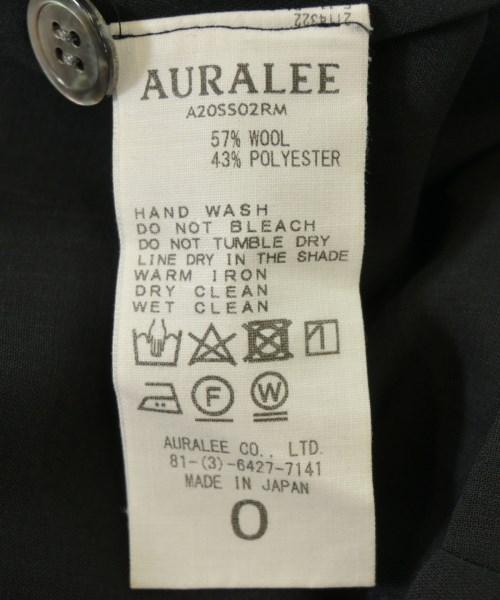 2114322
AURALEE
A20SS02RM
57% WOOL
43% POLYESTER
HAND WASH
DO NOT BLEACH
DO NOT TUMBLE DRY
LINE DRY IN THE SHADE
WARM IRON
DRY CLEAN
WET CLEAN
F W
AURALEE CO., LTD.
81-(3)-6427-7141
MADE IN JAPAN
0